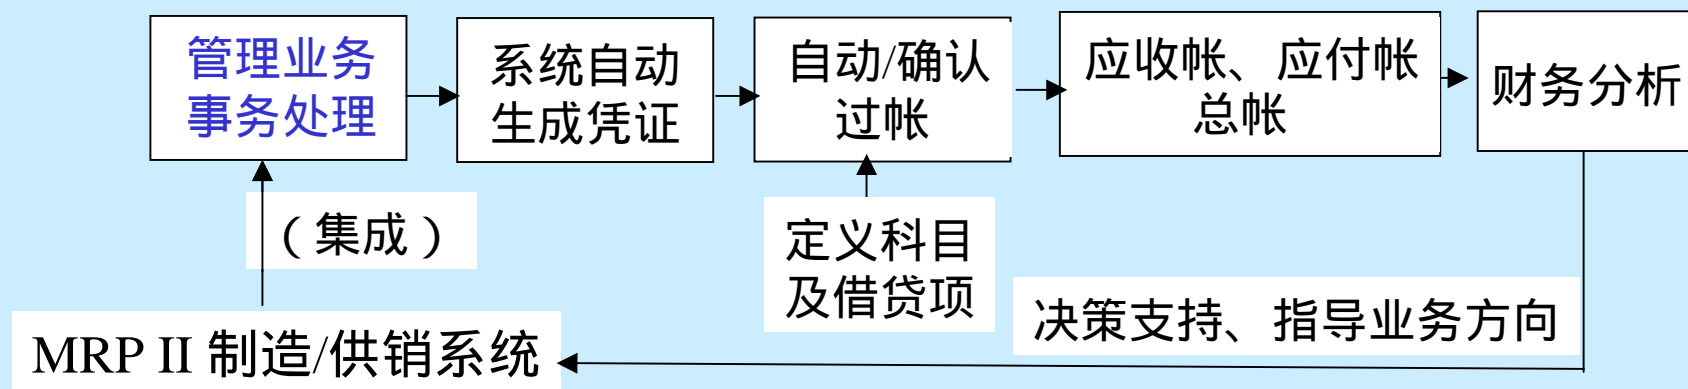 管理业务
事务处理
系统自动
生成凭证
自动/确认
过帐
应收帐、应付帐
总帐
财务分析
（集成）
定义科目
及借贷项
决策支持、指导业务方向
MRP II 制造/供销系统